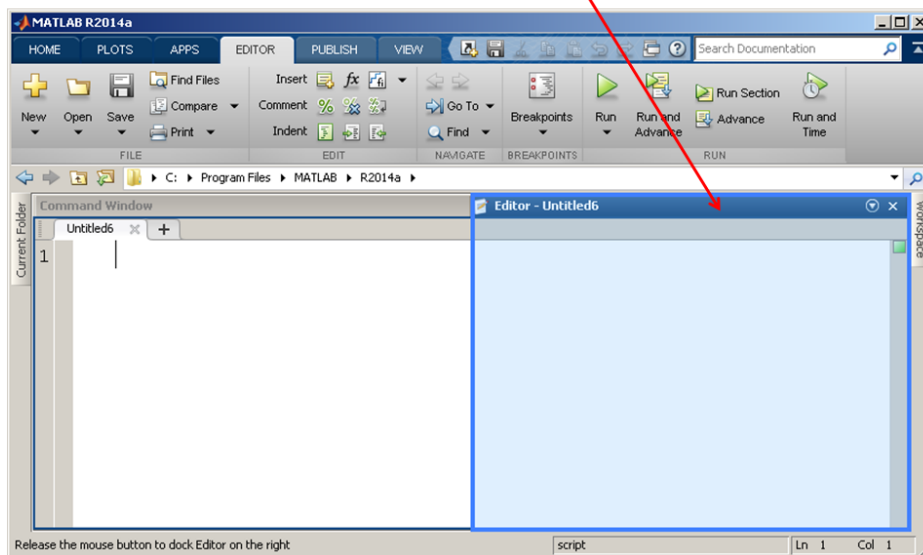 MATLAB R2014a
HOME PLOTS APPS EDITOR PUBLISH VIEW Search Documentation
Find Files Insert fx Run Section
New Open Save Compare Comment Go To Breakpoints Run Run and Advance Advance Run and Time
Print Indent Find
FILE EDIT NAVIGATE BREAKPOINTS RUN
C: Program Files MATLAB R2014a
Current Folder
Command Window
Editor - Untitled6
Workspace
Untitled6
1
Release the mouse button to dock Editor on the right script Ln 1 Col 1